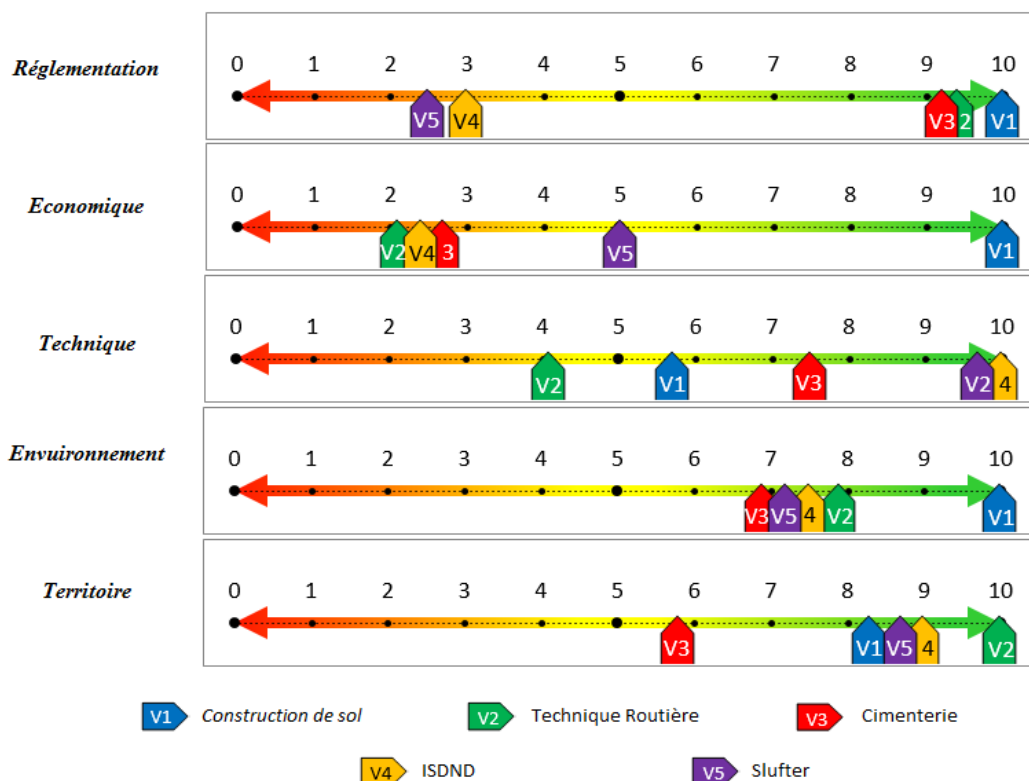 Réglementation
0 1 2 3 4 5 6 7 8 9 10
V5 V4 V3 2 V1
Economique
0 1 2 3 4 5 6 7 8 9 10
V2 V4 3 V5 V1
Technique
0 1 2 3 4 5 6 7 8 9 10
V2 V1 V3 V2 4
Envuironnement
0 1 2 3 4 5 6 7 8 9 10
V3 V5 4 V2 V1
Territoire
0 1 2 3 4 5 6 7 8 9 10
V3 V1 V5 4 V2
V1 Construction de sol V2 Technique Routière V3 Cimenterie
V4 ISDND V5 Slufter